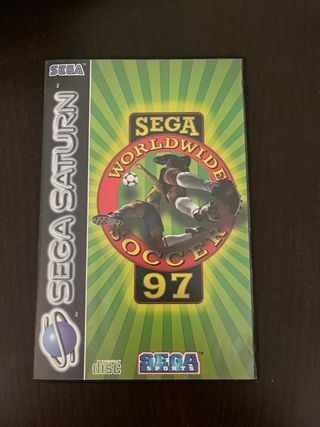 SEGA
SEGA SATURN
SEGA
WORLDWIDE
SOCCER
97
COMPACT
disc
SEGA
SPORTS